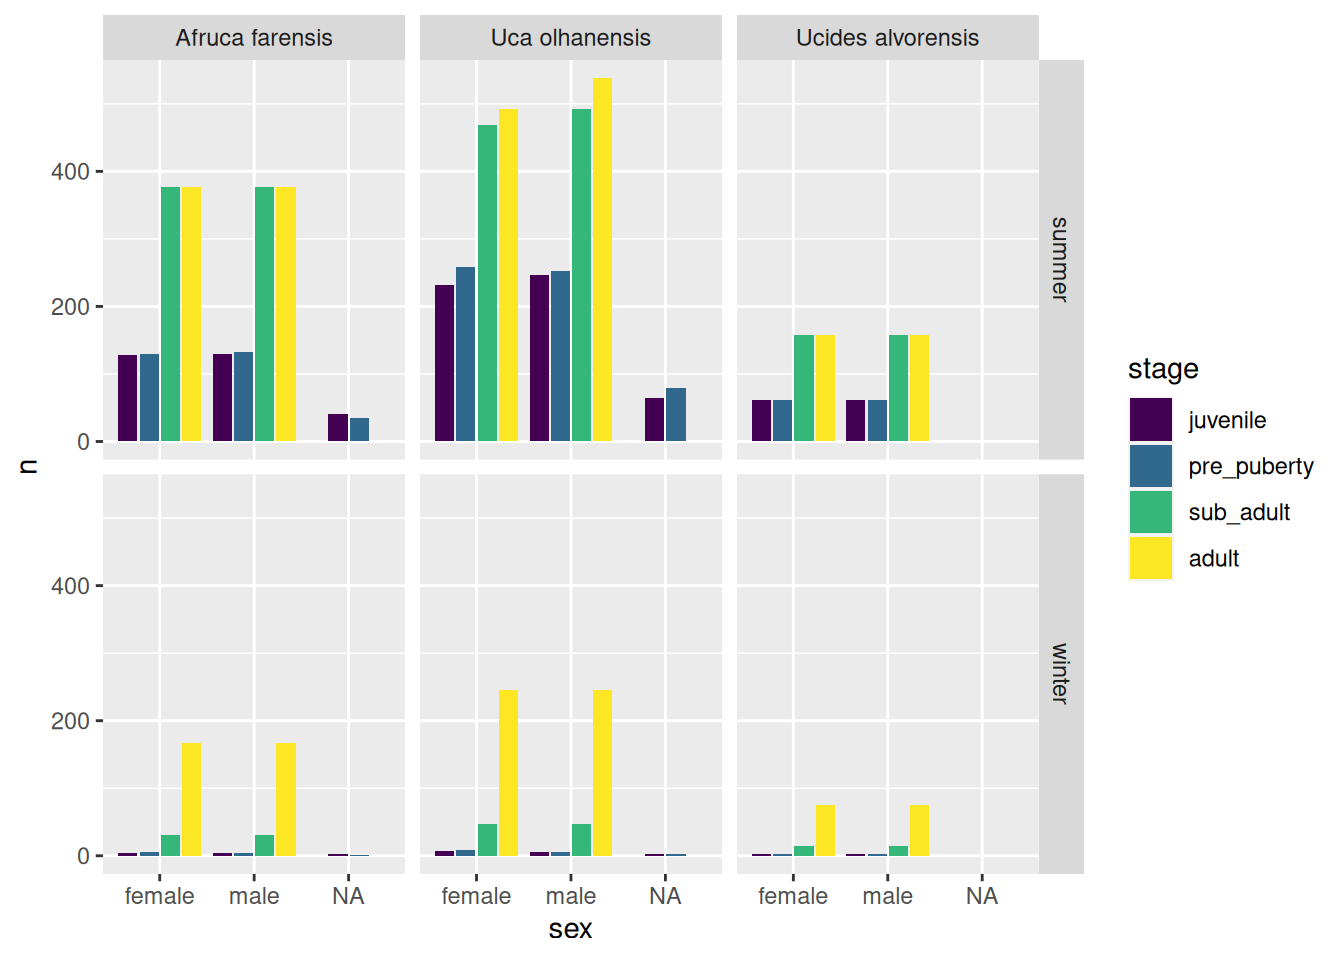 Afruca farensis
Uca olhanensis
Ucides alvorensis
400
200
0
summer
n
400
200
0
winter
female
male
NA
female
male
NA
female
male
NA
sex
stage
juvenile
pre_puberty
sub_adult
adult